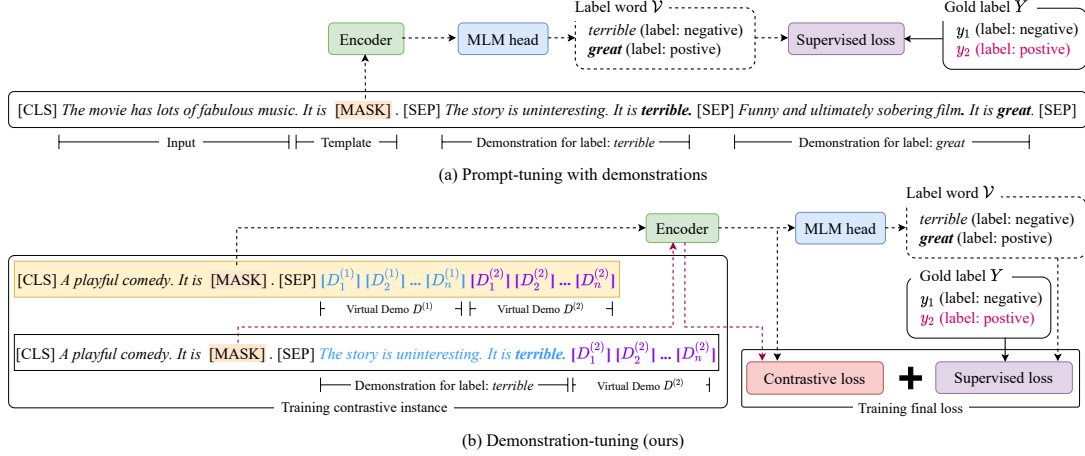 Label word 𝒱
Gold label Y
Encoder
MLM head
terrible (label: negative)
great (label: postive)
Supervised loss
y₁ (label: negative)
y₂ (label: postive)
[CLS] The movie has lots of fabulous music. It is [MASK] . [SEP] The story is uninteresting. It is terrible. [SEP] Funny and ultimately sobering film. It is great. [SEP]
Input
Template
Demonstration for label: terrible
Demonstration for label: great
(a) Prompt-tuning with demonstrations
Label word 𝒱
Encoder
MLM head
terrible (label: negative)
great (label: postive)
[CLS] A playful comedy. It is [MASK] . [SEP] [D₁⁽¹⁾] [D₂⁽¹⁾] ... [Dₙ⁽¹⁾] [D₁⁽²⁾] [D₂⁽²⁾] ... [Dₙ⁽²⁾]
Virtual Demo D⁽¹⁾
Virtual Demo D⁽²⁾
Gold label Y
y₁ (label: negative)
y₂ (label: postive)
[CLS] A playful comedy. It is [MASK] . [SEP] The story is uninteresting. It is terrible. [D₁⁽²⁾] [D₂⁽²⁾] ... [Dₙ⁽²⁾]
Demonstration for label: terrible
Virtual Demo D⁽²⁾
Contrastive loss
+
Supervised loss
Training contrastive instance
Training final loss
(b) Demonstration-tuning (ours)